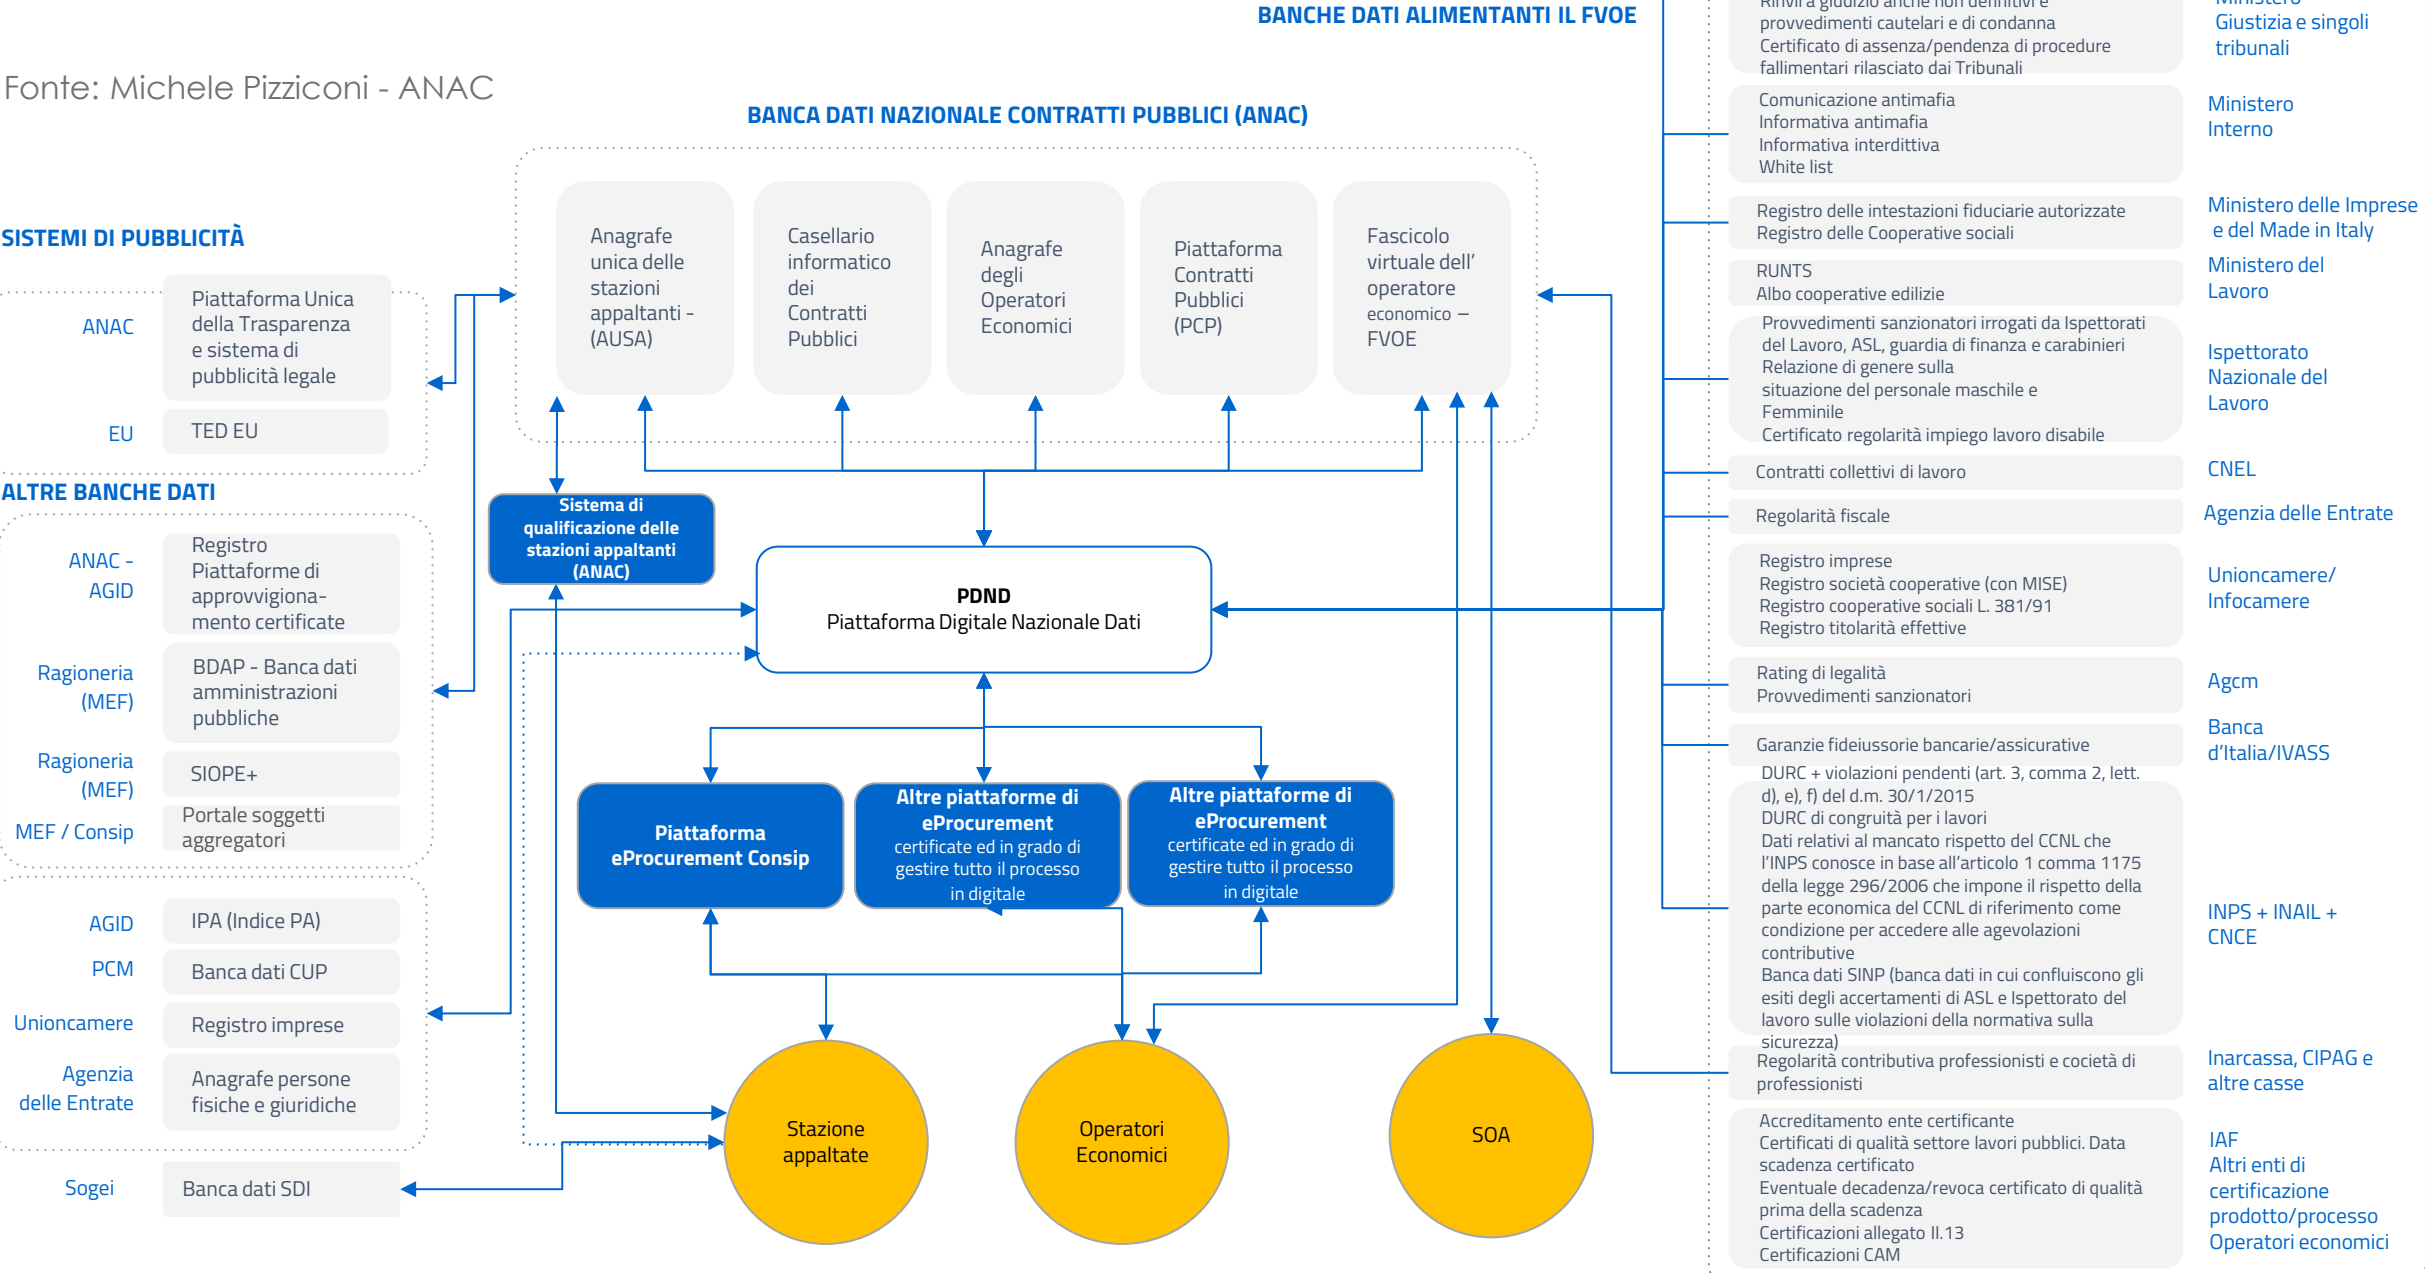 BANCHE DATI ALIMENTANTI IL FVOE
Fonte: Michele Pizziconi - ANAC
BANCA DATI NAZIONALE CONTRATTI PUBBLICI (ANAC)
Anagrafe
unica delle
stazioni
appaltanti -
(AUSA)
Casellario
informatico
dei
Contratti
Pubblici
Anagrafe
degli
Operatori
Economici
Piattaforma
Contratti
Pubblici
(PCP)
Fascicolo
virtuale dell'
operatore
economico –
FVOE
SISTEMI DI PUBBLICITÀ
ANAC
Piattaforma Unica
della Trasparenza
e sistema di
pubblicità legale
EU
TED EU
ALTRE BANCHE DATI
ANAC -
AGID
Registro
Piattaforme di
approvvigiona-
mento certificate
Ragioneria
(MEF)
BDAP - Banca dati
amministrazioni
pubbliche
Ragioneria
(MEF)
SIOPE+
MEF / Consip
Portale soggetti
aggregatori
AGID
IPA (Indice PA)
PCM
Banca dati CUP
Unioncamere
Registro imprese
Agenzia
delle Entrate
Anagrafe persone
fisiche e giuridiche
Sogei
Banca dati SDI
Sistema di
qualificazione delle
stazioni appaltanti
(ANAC)
PDND
Piattaforma Digitale Nazionale Dati
Piattaforma
eProcurement Consip
Altre piattaforme di
eProcurement
certificate ed in grado di
gestire tutto il processo
in digitale
Altre piattaforme di
eProcurement
certificate ed in grado di
gestire tutto il processo
in digitale
Stazione
appaltate
Operatori
Economici
SOA
Rinvii a giudizio anche non definitivi e
provvedimenti cautelari e di condanna
Certificato di assenza/pendenza di procedure
fallimentari rilasciato dai Tribunali
Ministero
Giustizia e singoli
tribunali
Comunicazione antimafia
Informativa antimafia
Informativa interdittiva
White list
Ministero
Interno
Registro delle intestazioni fiduciarie autorizzate
Registro delle Cooperative sociali
Ministero delle Imprese
e del Made in Italy
RUNTS
Albo cooperative edilizie
Ministero del
Lavoro
Provvedimenti sanzionatori irrogati da Ispettorati
del Lavoro, ASL, guardia di finanza e carabinieri
Relazione di genere sulla
situazione del personale maschile e
Femminile
Certificato regolarità impiego lavoro disabile
Ispettorato
Nazionale del
Lavoro
Contratti collettivi di lavoro
CNEL
Regolarità fiscale
Agenzia delle Entrate
Registro imprese
Registro società cooperative (con MISE)
Registro cooperative sociali L. 381/91
Registro titolarità effettive
Unioncamere/
Infocamere
Rating di legalità
Provvedimenti sanzionatori
Agcm
Garanzie fideiussorie bancarie/assicurative
Banca
d'Italia/IVASS
DURC + violazioni pendenti (art. 3, comma 2, lett.
d), e), f) del d.m. 30/1/2015
DURC di congruità per i lavori
Dati relativi al mancato rispetto del CCNL che
l'INPS conosce in base all'articolo 1 comma 1175
della legge 296/2006 che impone il rispetto della
parte economica del CCNL di riferimento come
condizione per accedere alle agevolazioni
contributive
Banca dati SINP (banca dati in cui confluiscono gli
esiti degli accertamenti di ASL e Ispettorato del
lavoro sulle violazioni della normativa sulla
sicurezza)
INPS + INAIL +
CNCE
Regolarità contributiva professionisti e cocietà di
professionisti
Inarcassa, CIPAG e
altre casse
Accreditamento ente certificante
Certificati di qualità settore lavori pubblici. Data
scadenza certificato
Eventuale decadenza/revoca certificato di qualità
prima della scadenza
Certificazioni allegato II.13
Certificazioni CAM
IAF
Altri enti di
certificazione
prodotto/processo
Operatori economici